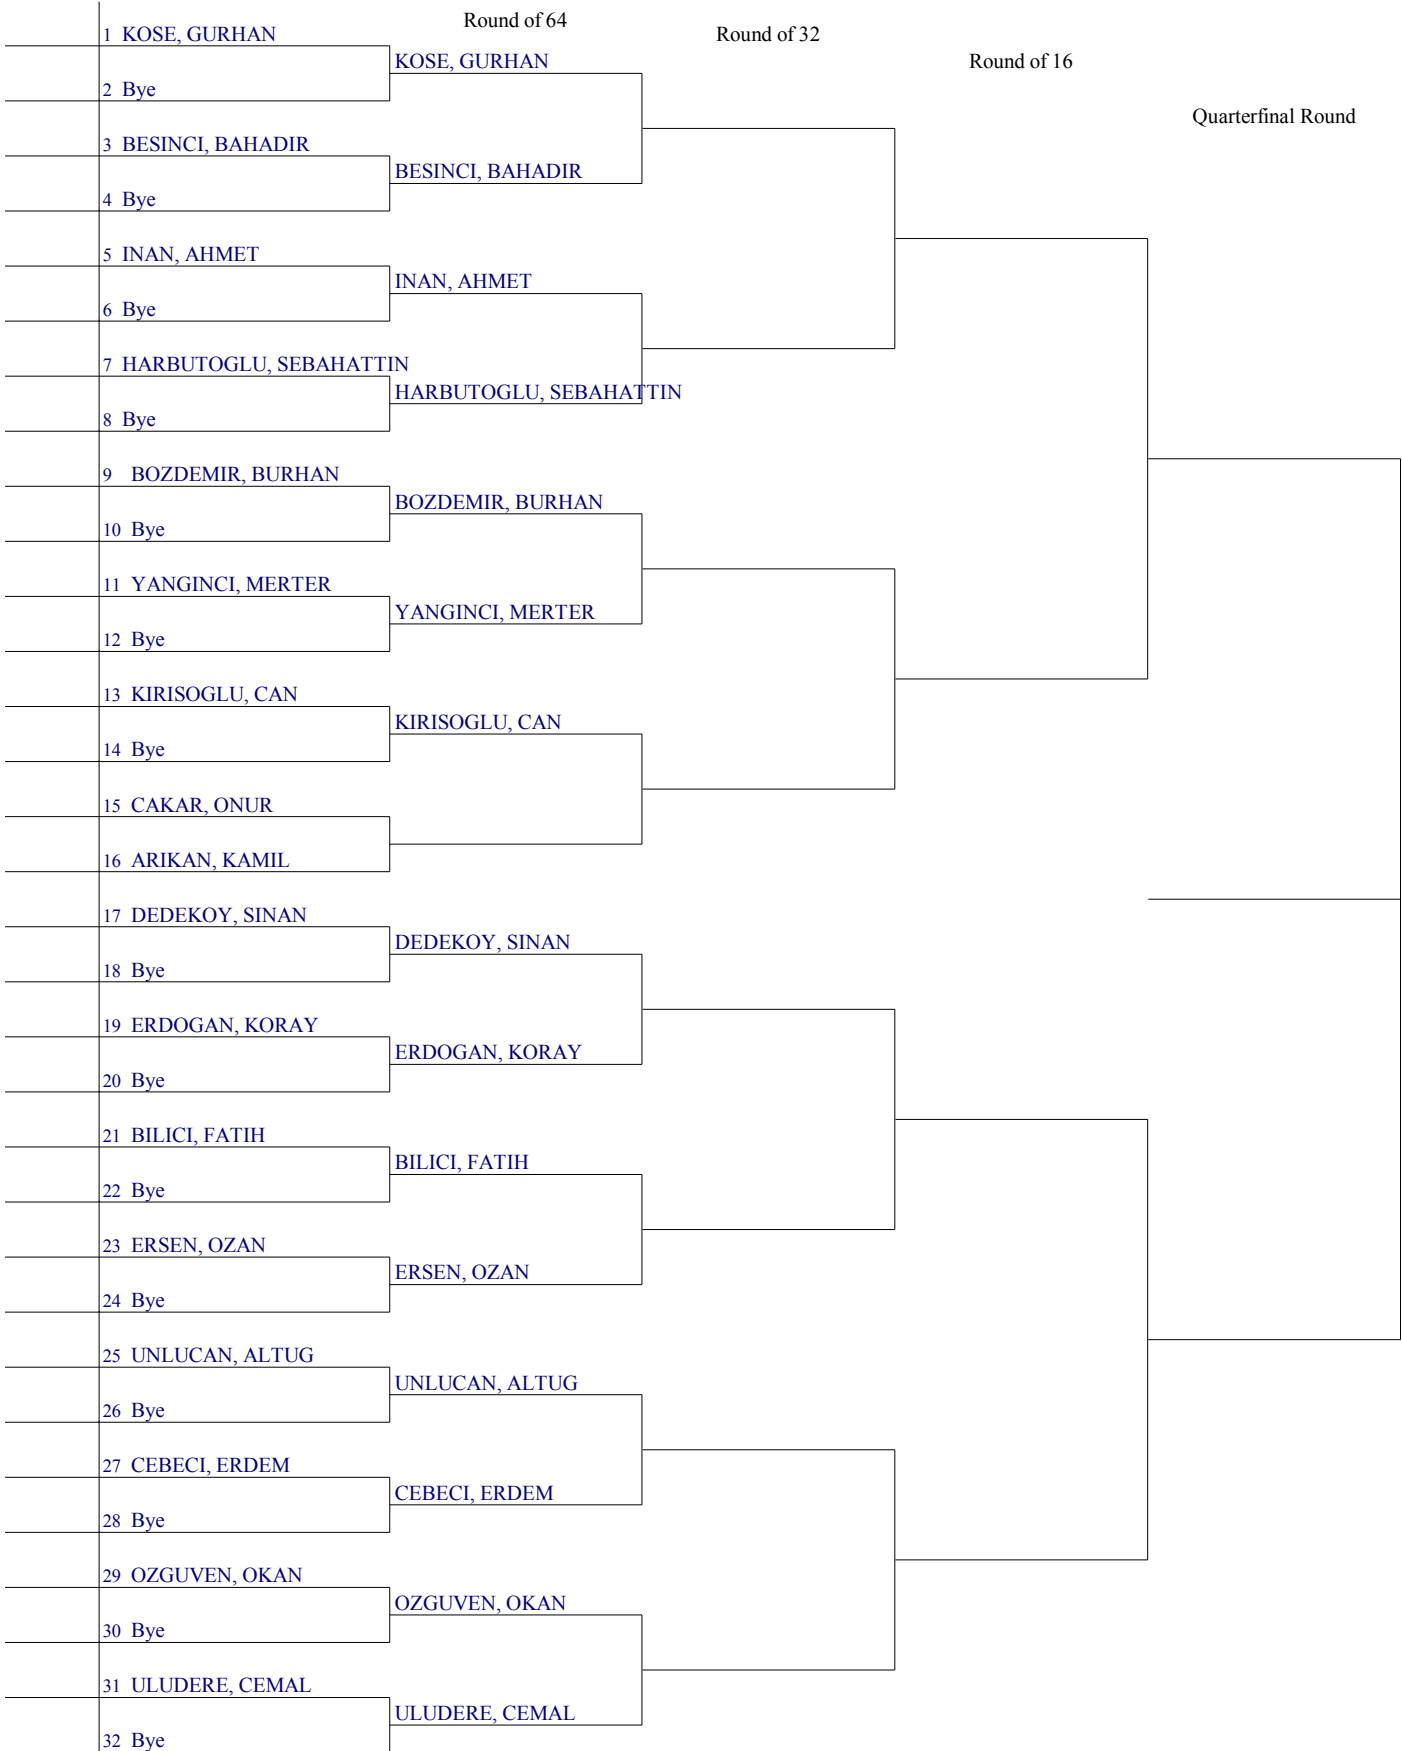 Round of 64
Round of 32
Round of 16
Quarterfinal Round
1 KOSE, GURHAN
KOSE, GURHAN
2 Bye
3 BESINCI, BAHADIR
BESINCI, BAHADIR
4 Bye
5 INAN, AHMET
INAN, AHMET
6 Bye
7 HARBUTOGLU, SEBAHATTIN
HARBUTOGLU, SEBAHATTIN
8 Bye
9 BOZDEMIR, BURHAN
BOZDEMIR, BURHAN
10 Bye
11 YANGINCI, MERTER
YANGINCI, MERTER
12 Bye
13 KIRISOGLU, CAN
KIRISOGLU, CAN
14 Bye
15 CAKAR, ONUR
16 ARIKAN, KAMIL
17 DEDEKOY, SINAN
DEDEKOY, SINAN
18 Bye
19 ERDOGAN, KORAY
ERDOGAN, KORAY
20 Bye
21 BILICI, FATIH
BILICI, FATIH
22 Bye
23 ERSEN, OZAN
ERSEN, OZAN
24 Bye
25 UNLUCAN, ALTUG
UNLUCAN, ALTUG
26 Bye
27 CEBECI, ERDEM
CEBECI, ERDEM
28 Bye
29 OZGUVEN, OKAN
OZGUVEN, OKAN
30 Bye
31 ULUDERE, CEMAL
ULUDERE, CEMAL
32 Bye